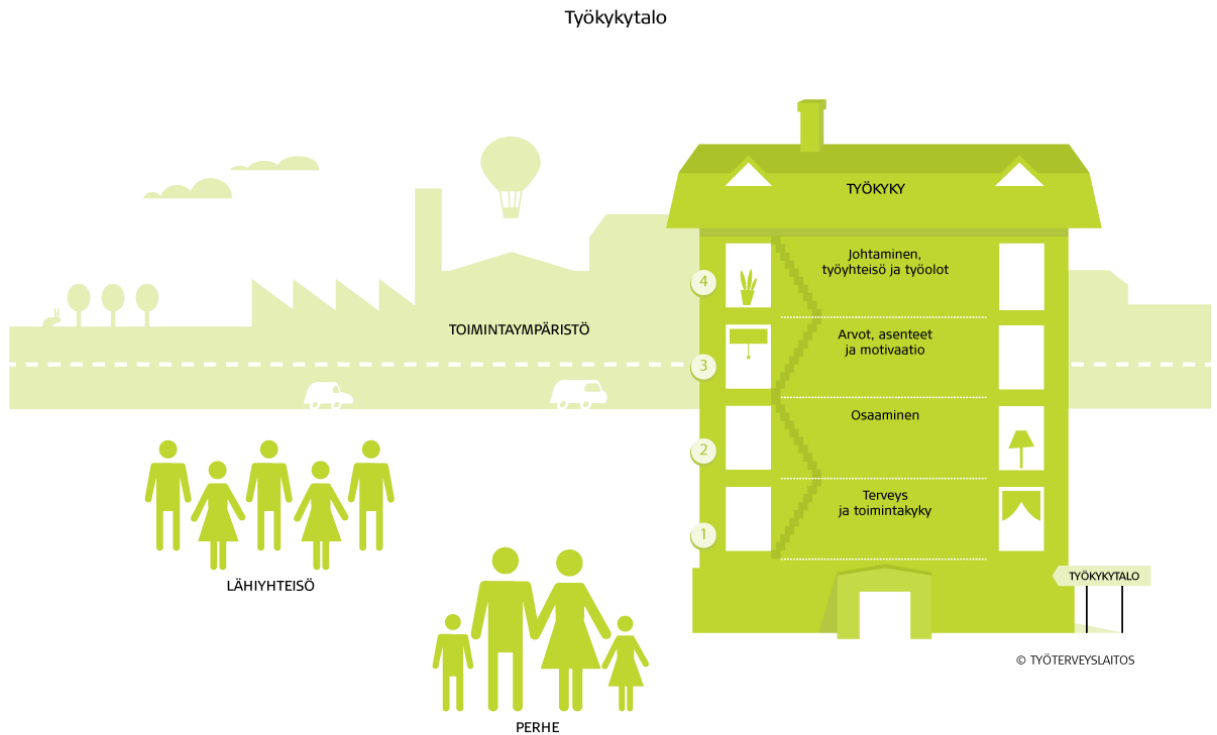 Työkykytalo
TYÖKYKY
4
Johtaminen,
työyhteisö ja työolot
TOIMINTAYMPÄRISTÖ
3
Arvot, asenteet
ja motivaatio
2
Osaaminen
1
Terveys
ja toimintakyky
LÄHIYHTEISÖ
PERHE
TYÖKYKYTALO
© TYÖTERVEYSLAITOS